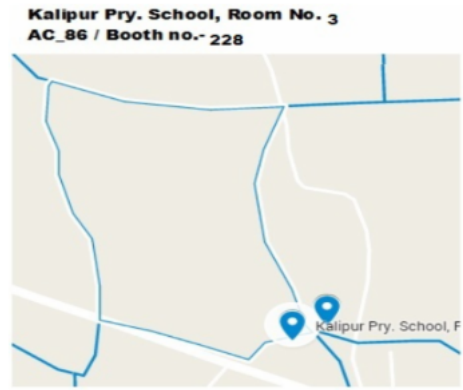 Kalipur Pry. School, Room No. 3
AC_86 / Booth no.- 228
Kalipur Pry. School, F